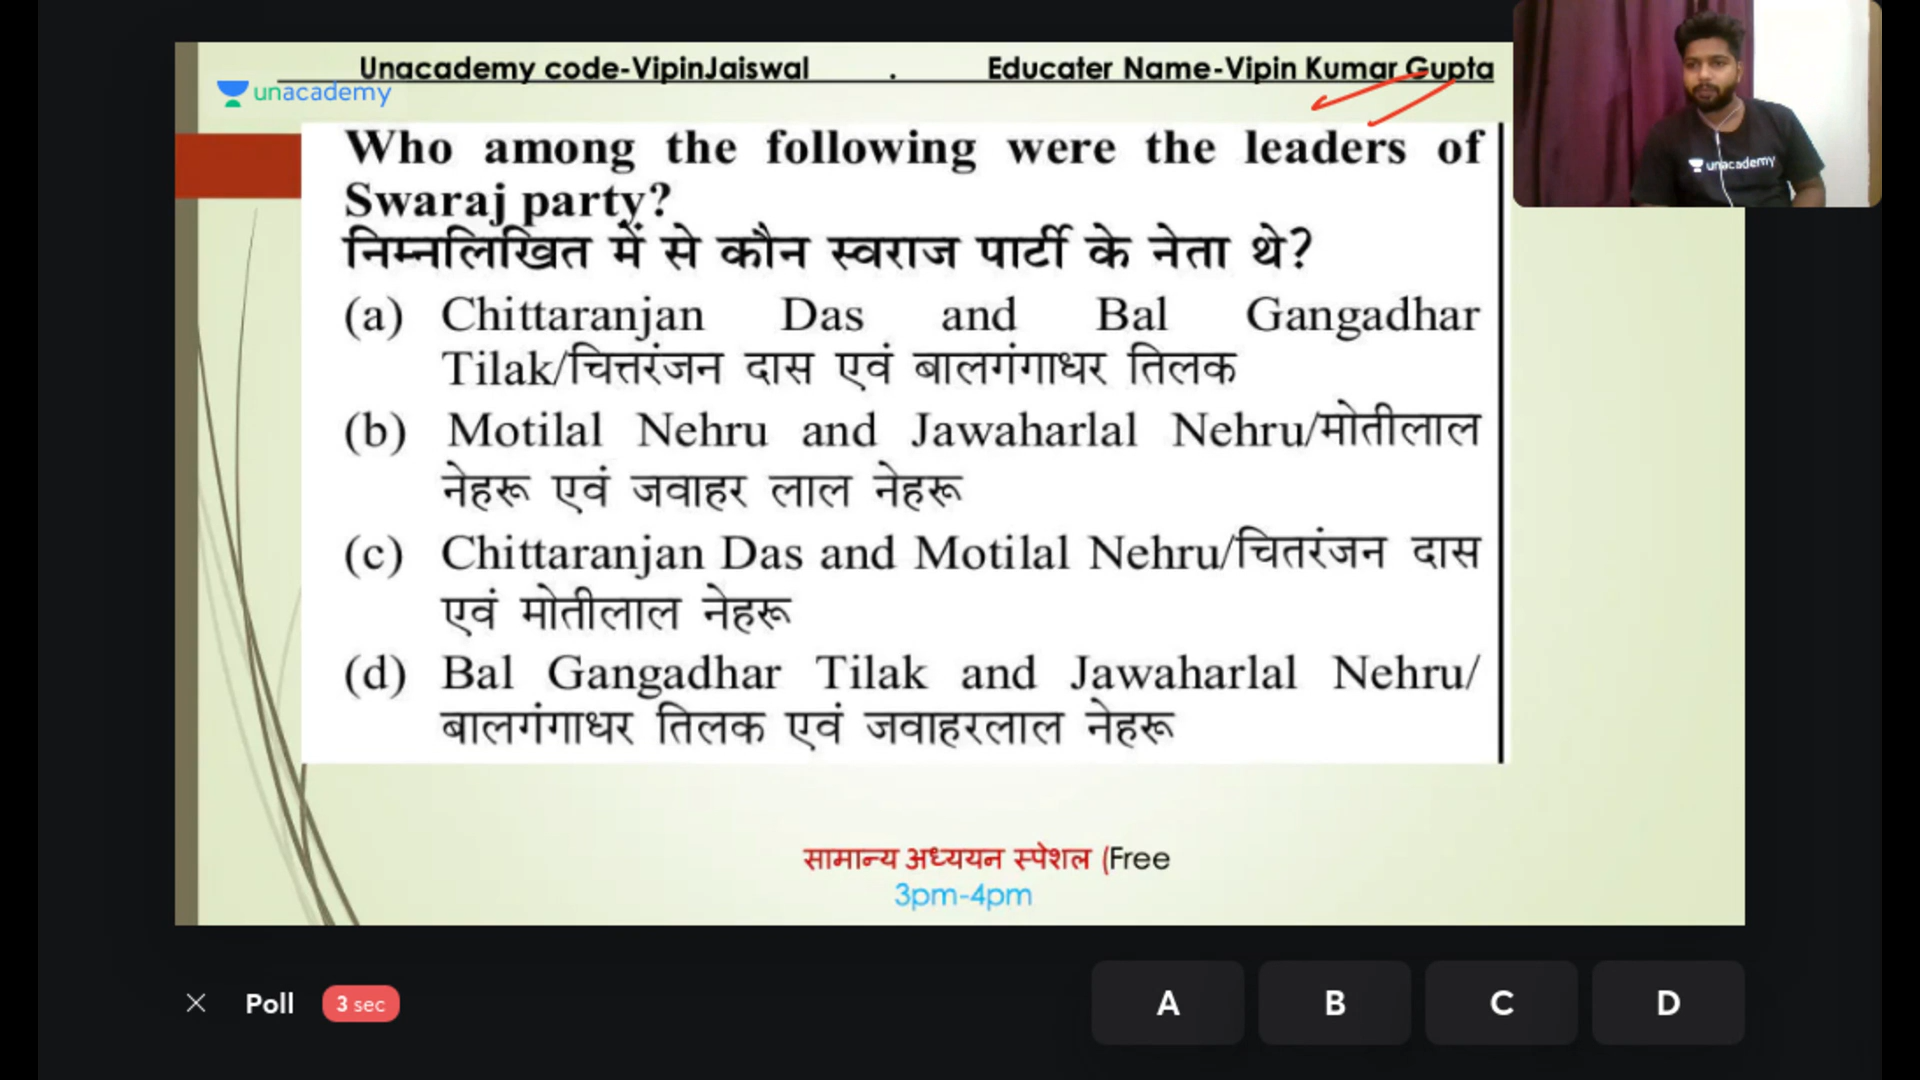 Unacademy code-VipinJaiswal . Educater Name-Vipin Kumar Gupta
unacademy
unacademy
Who among the following were the leaders of
Swaraj party?
निम्नलिखित में से कौन स्वराज पार्टी के नेता थे?
(a) Chittaranjan Das and Bal Gangadhar
Tilak/चित्तरंजन दास एवं बालगंगाधर तिलक
(b) Motilal Nehru and Jawaharlal Nehru/मोतीलाल
नेहरू एवं जवाहर लाल नेहरू
(c) Chittaranjan Das and Motilal Nehru/चितरंजन दास
एवं मोतीलाल नेहरू
(d) Bal Gangadhar Tilak and Jawaharlal Nehru/
बालगंगाधर तिलक एवं जवाहरलाल नेहरू
सामान्य अध्ययन स्पेशल (Free
3pm-4pm
Poll 3 sec A B C D